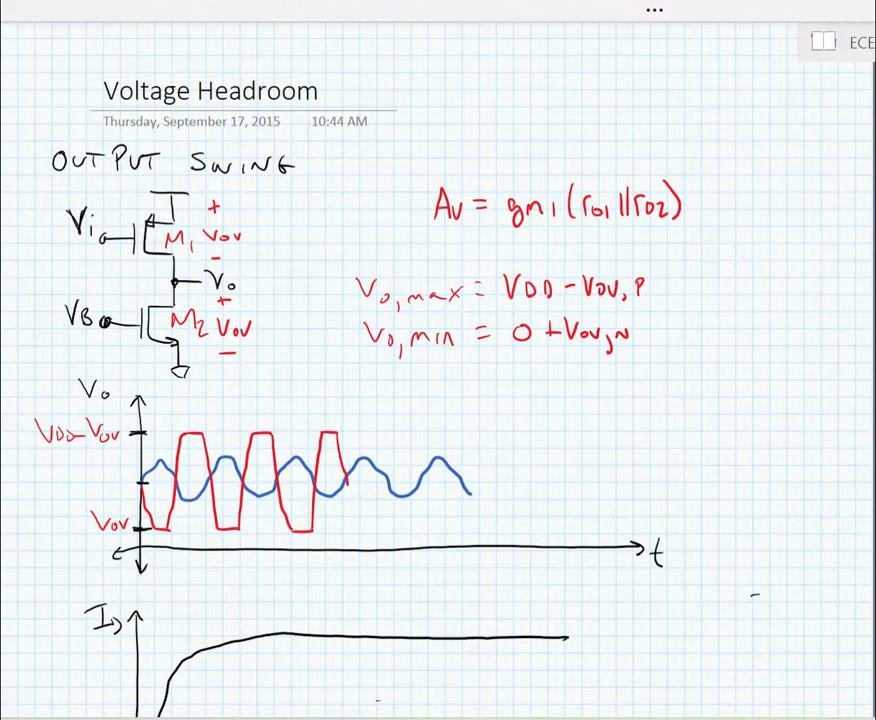 ...
ECE
Voltage Headroom
Thursday, September 17, 2015 10:44 AM
OUTPUT SWING
Vi
M1 + Vov -
Av = gm1(ro1||ro2)
Vo
Vo,max = VDD - Vov,P
VB
M2 + Vov -
Vo,min = 0 + Vov,N
Vo
VDD-Vov
Vov
t
ID